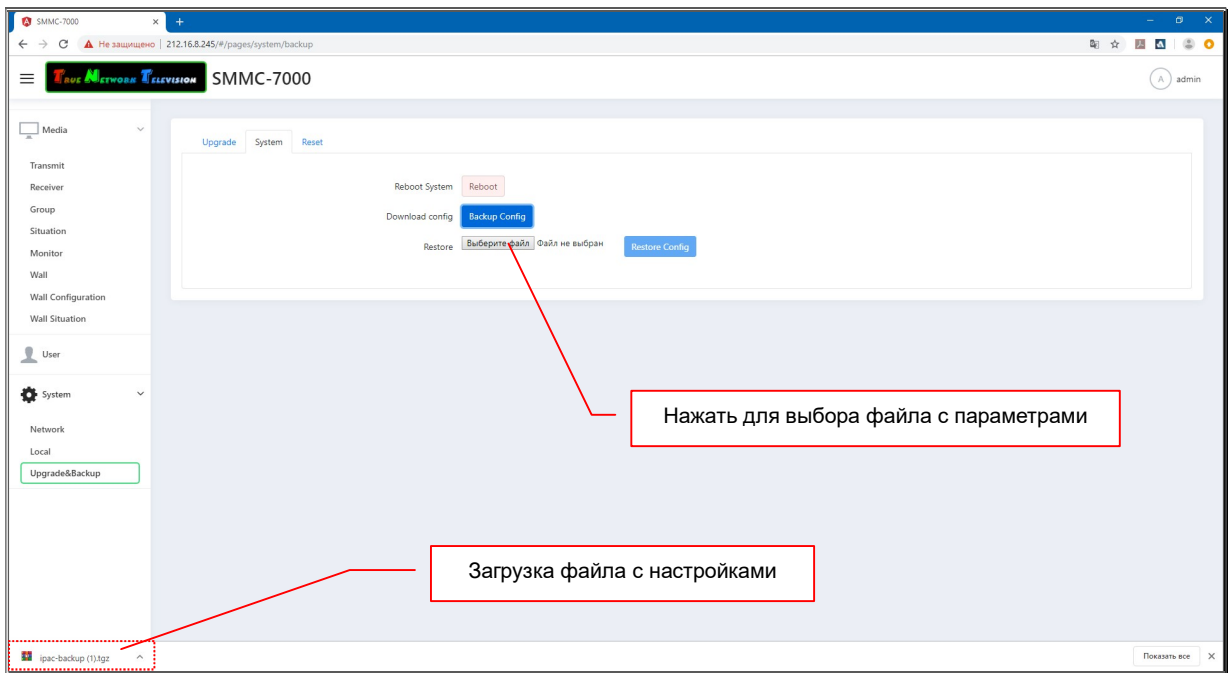 SMMC-7000
Не защищено | 212.16.8.245/#/pages/system/backup
TRUE NETWORK TELEVISION SMMC-7000
A admin
Media
Transmit
Receiver
Group
Situation
Monitor
Wall
Wall Configuration
Wall Situation
User
System
Network
Local
Upgrade&Backup
Upgrade System Reset
Reboot System Reboot
Download config Backup Config
Restore Выберите файл Файл не выбран Restore Config
Нажать для выбора файла с параметрами
Загрузка файла с настройками
ipac-backup (1).tgz
Показать все